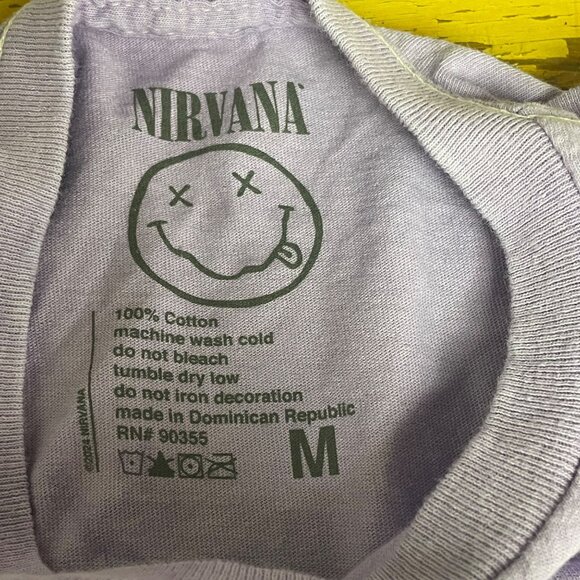 NIRVANA
100% Cotton
machine wash cold
do not bleach
tumble dry low
do not iron decoration
made in Dominican Republic
RN# 90355
M
©2024 NIRVANA